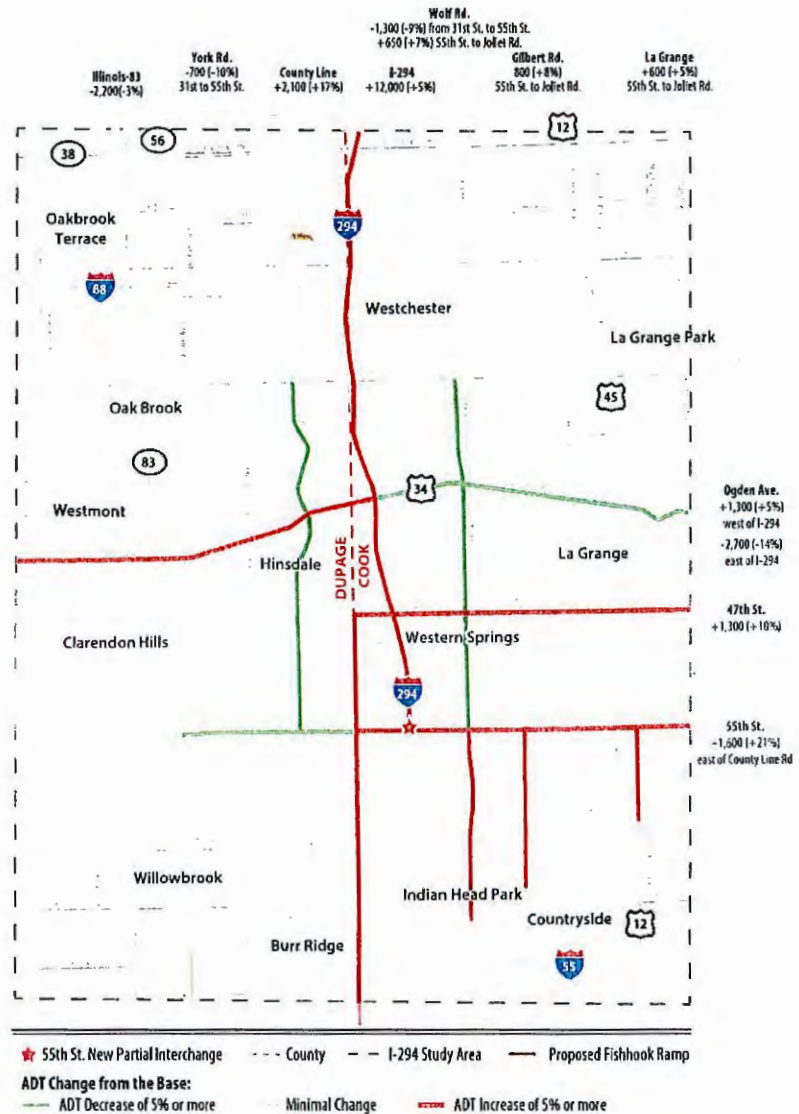 Wolf Rd.
-1,300 (-9%) from 31st St. to 55th St.
+650 (+7%) 55th St. to Joliet Rd.
Illinois-83
-2,200(-3%)
York Rd.
-700 (-10%)
31st to 55th St.
County Line
+2,100 (+17%)
I-294
+12,000 (+5%)
Gilbert Rd.
800 (+8%)
55th St. to Joliet Rd.
La Grange
+600 (+5%)
55th St. to Joliet Rd.
12
56
38
Oakbrook
Terrace
294
88
Westchester
La Grange Park
45
Oak Brook
83
34
Westmont
Ogden Ave.
+1,300 (+5%)
west of I-294
-2,700 (-14%)
east of I-294
Hinsdale
DUPAGE
COOK
La Grange
47th St.
+1,300 (+10%)
Clarendon Hills
Western Springs
294
55th St.
-1,600 (+21%)
east of County Line Rd
Willowbrook
Indian Head Park
Countryside
12
Burr Ridge
55
55th St. New Partial Interchange
County
I-294 Study Area
Proposed Fishhook Ramp
ADT Change from the Base:
ADT Decrease of 5% or more
Minimal Change
ADT Increase of 5% or more